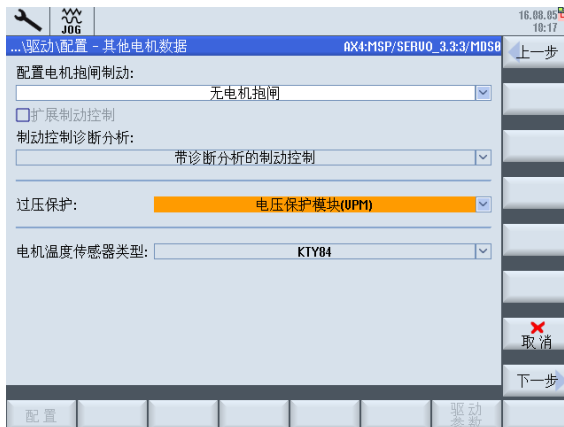 JOG
16.08.05
10:17
...\驱动\配置 - 其他电机数据
AX4:MSP/SERVO_3.3:3/MDS0
上一步
配置电机抱闸制动:
无电机抱闸
扩展制动控制
制动控制诊断分析:
带诊断分析的制动控制
过压保护:
电压保护模块(UPM)
电机温度传感器类型:
KTY84
取消
下一步
配置
驱动
参数